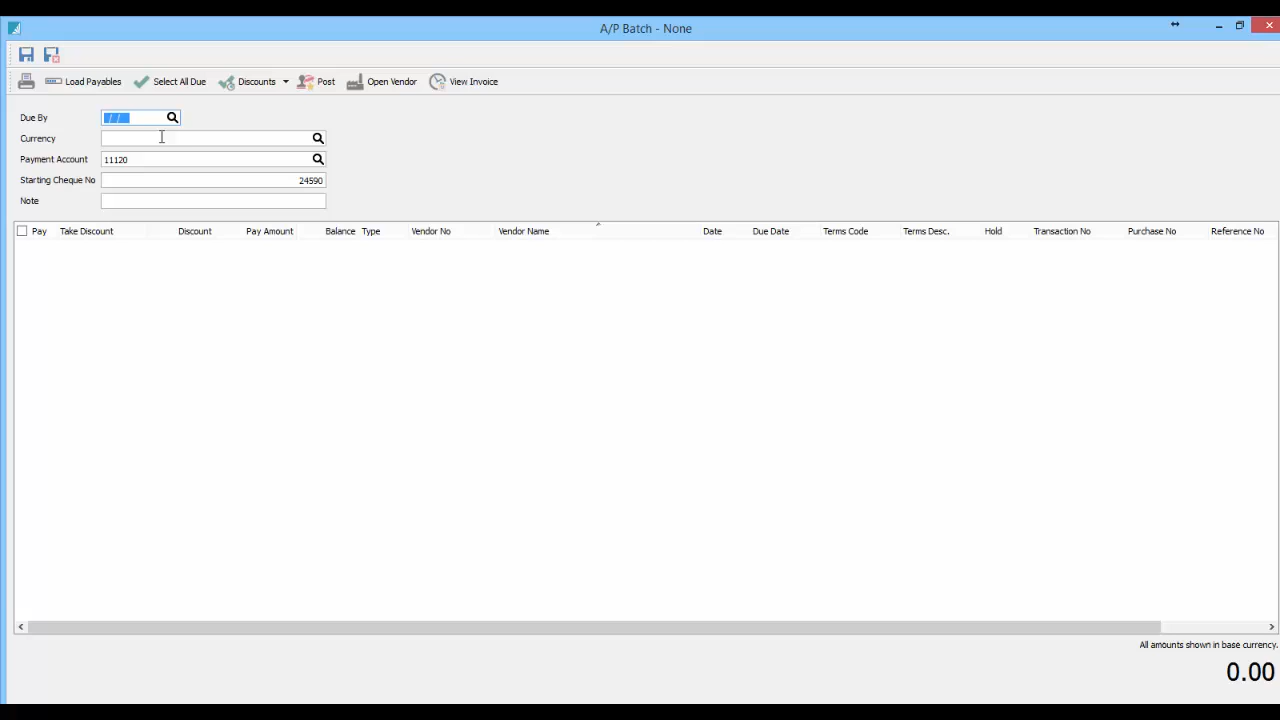 A/P Batch - None
Load Payables Select All Due Discounts Post Open Vendor View Invoice
Due By / /
Currency
Payment Account 11120
Starting Cheque No 24590
Note
Pay Take Discount Discount Pay Amount Balance Type Vendor No Vendor Name Date Due Date Terms Code Terms Desc. Hold Transaction No Purchase No Reference No
All amounts shown in base currency.
0.00